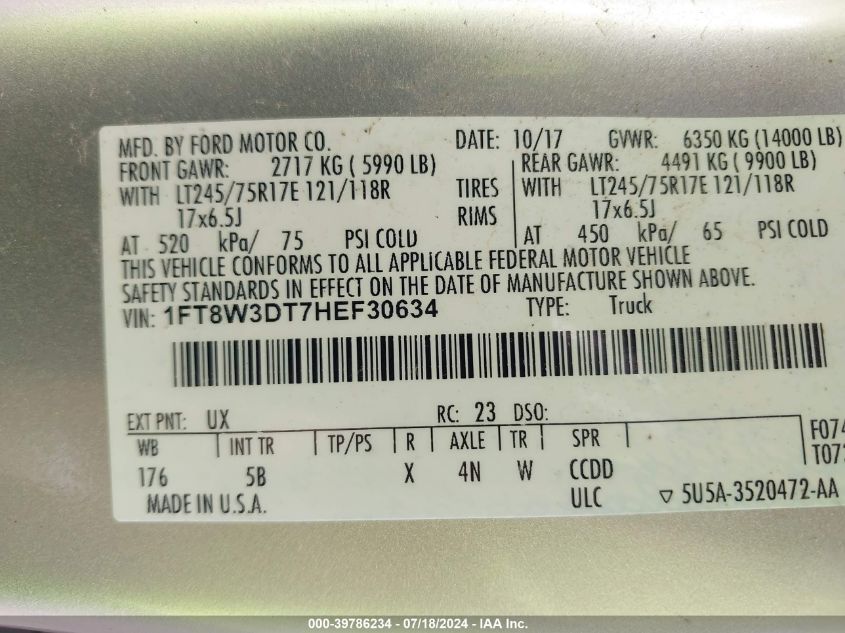 MFD. BY FORD MOTOR CO. DATE: 10/17 GVWR: 6350 KG (14000 LB)
FRONT GAWR: 2717 KG ( 5990 LB) REAR GAWR: 4491 KG ( 9900 LB)
WITH LT245/75R17E 121/118R TIRES WITH LT245/75R17E 121/118R
17x6.5J RIMS 17x6.5J
AT 520 kPa/ 75 PSI COLD AT 450 kPa/ 65 PSI COLD
THIS VEHICLE CONFORMS TO ALL APPLICABLE FEDERAL MOTOR VEHICLE
SAFETY STANDARDS IN EFFECT ON THE DATE OF MANUFACTURE SHOWN ABOVE.
VIN: 1FT8W3DT7HEF30634 TYPE: Truck
EXT PNT: UX RC: 23 DSO:
WB INT TR TP/PS R AXLE TR SPR F074
176 5B X 4N W CCDD
MADE IN U.S.A. ULC ▽ 5U5A-3520472-AA
000-39786234 - 07/18/2024 - IAA Inc.